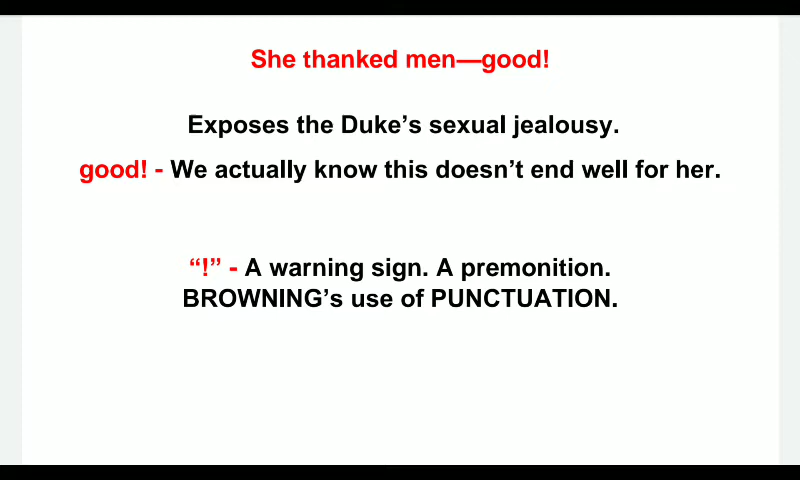 She thanked men—good!
Exposes the Duke’s sexual jealousy.
good! - We actually know this doesn’t end well for her.
“!” - A warning sign. A premonition.
BROWNING’s use of PUNCTUATION.